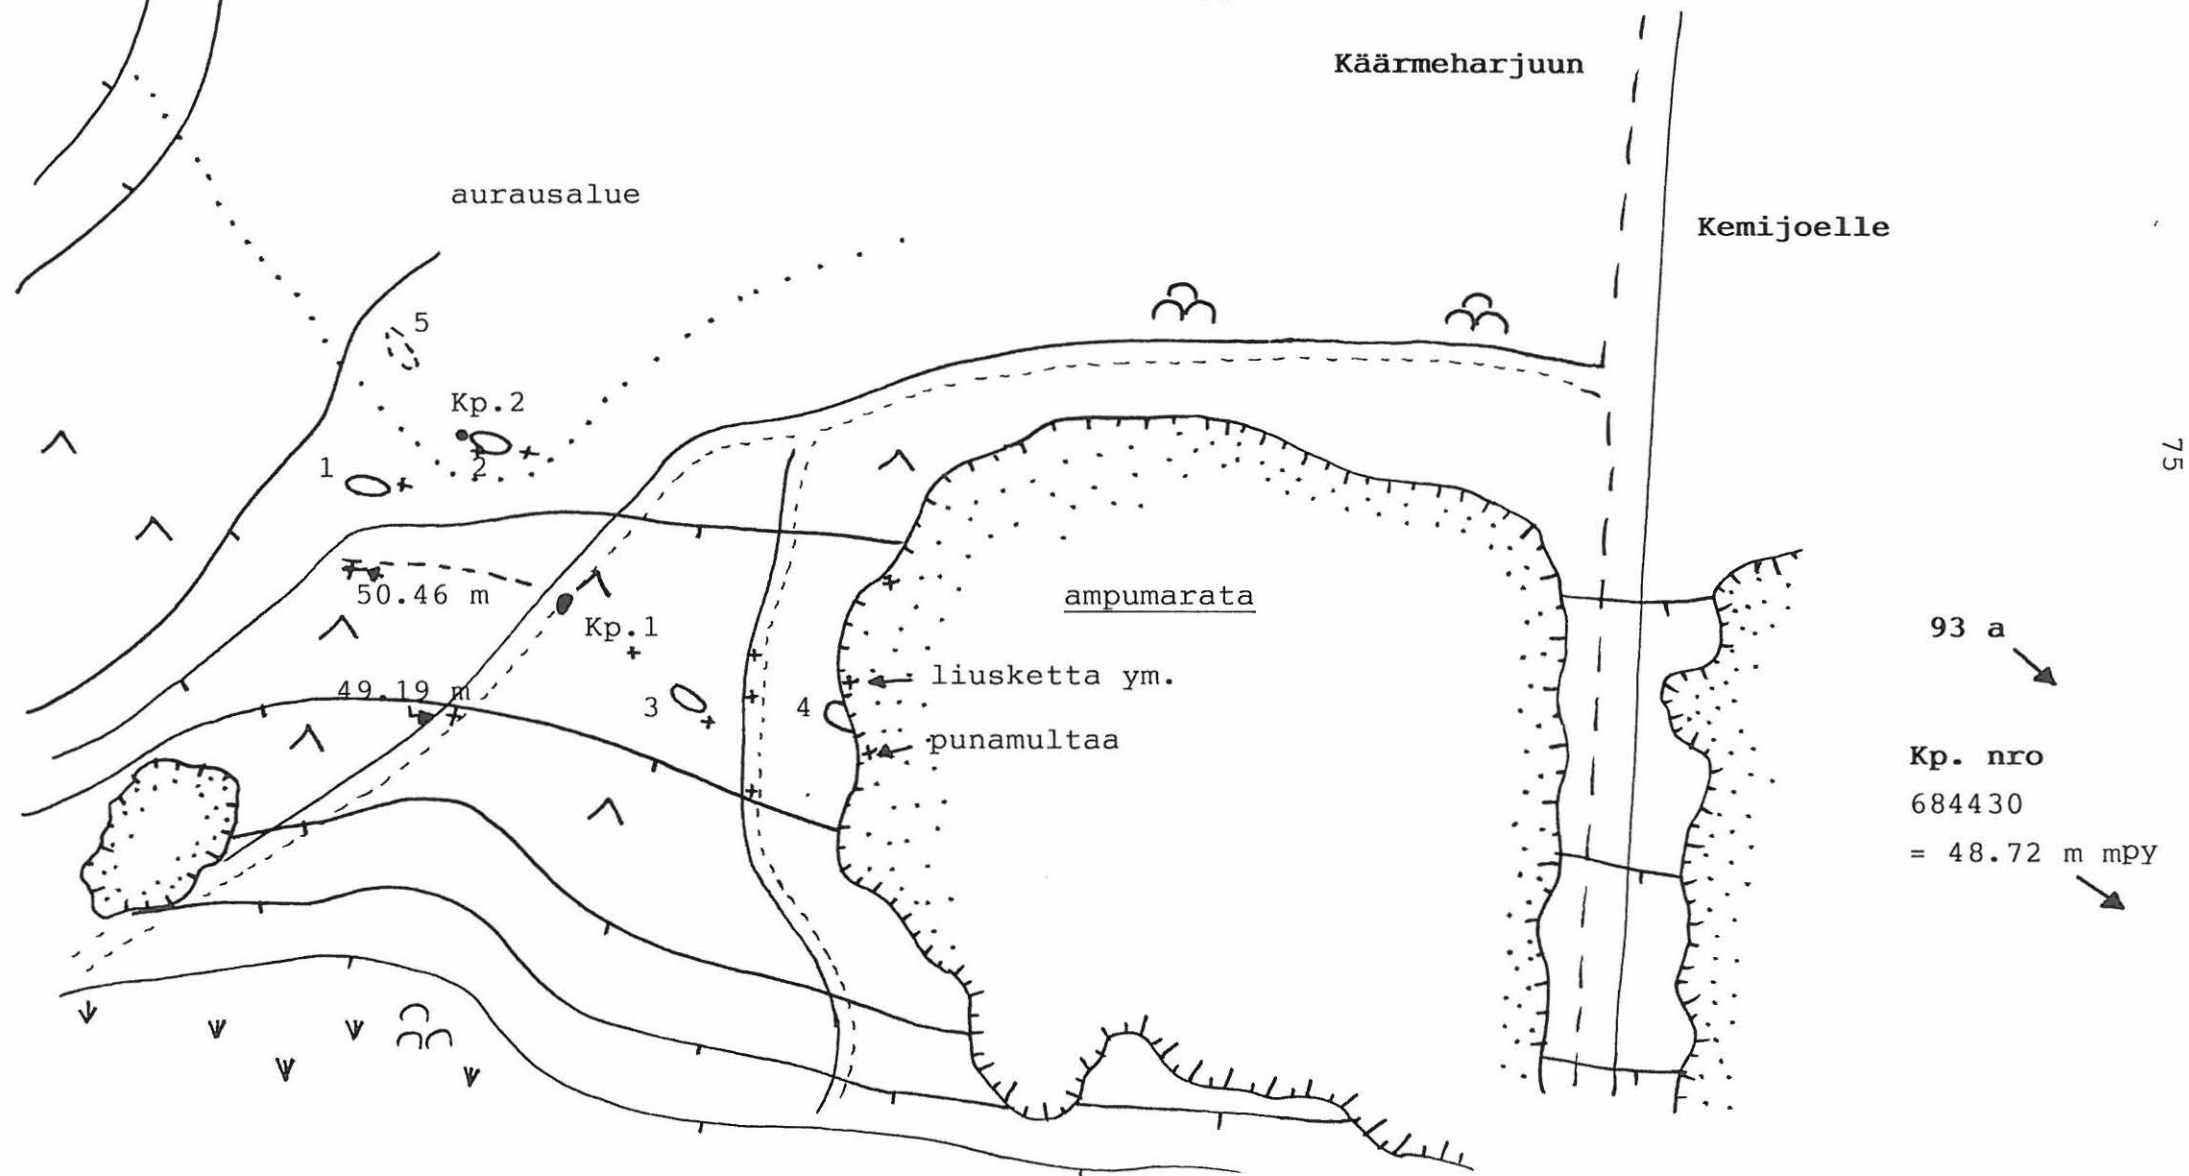 Käärmeharjuun
aurausalue
Kemijoelle
5
Kp.2
1
2
75
50.46 m
ampumarata
Kp.1
93 a
49.19 m
3
4
liusketta ym.
punamultaa
Kp. nro
684430
= 48.72 m mpy